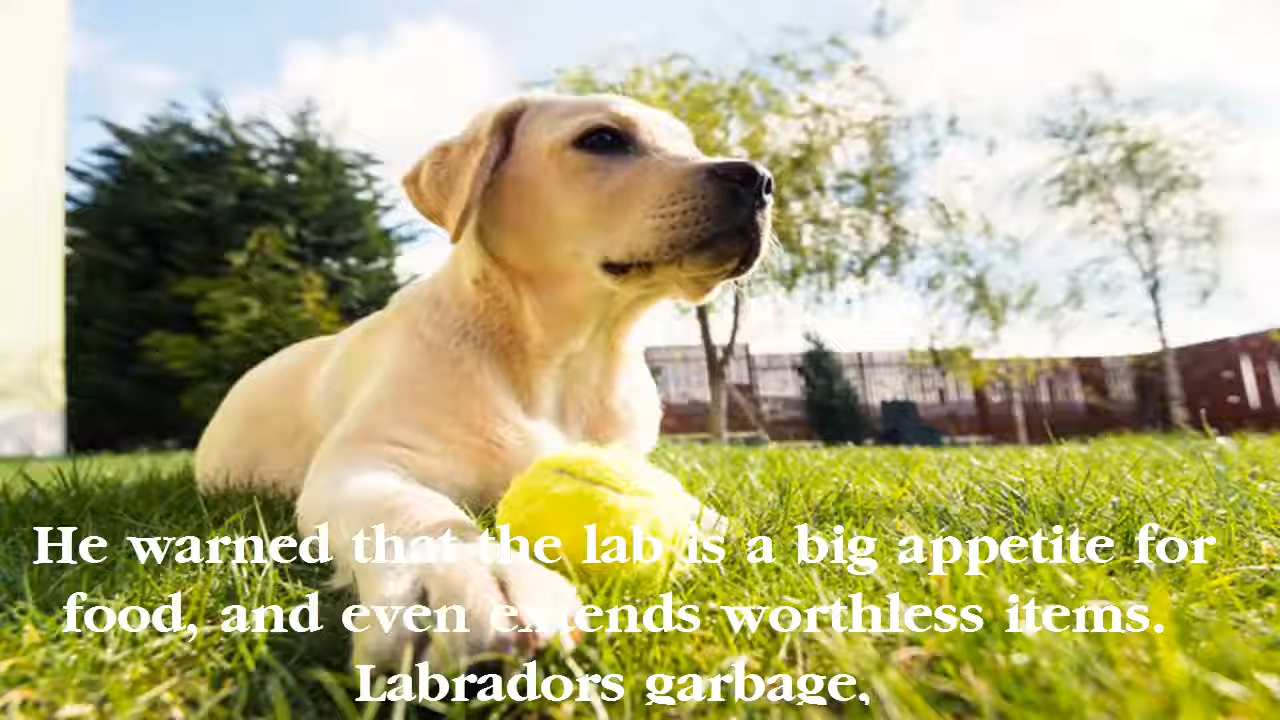 He warned that the lab is a big appetite for
food, and even extends worthless items.
Labradors garbage,